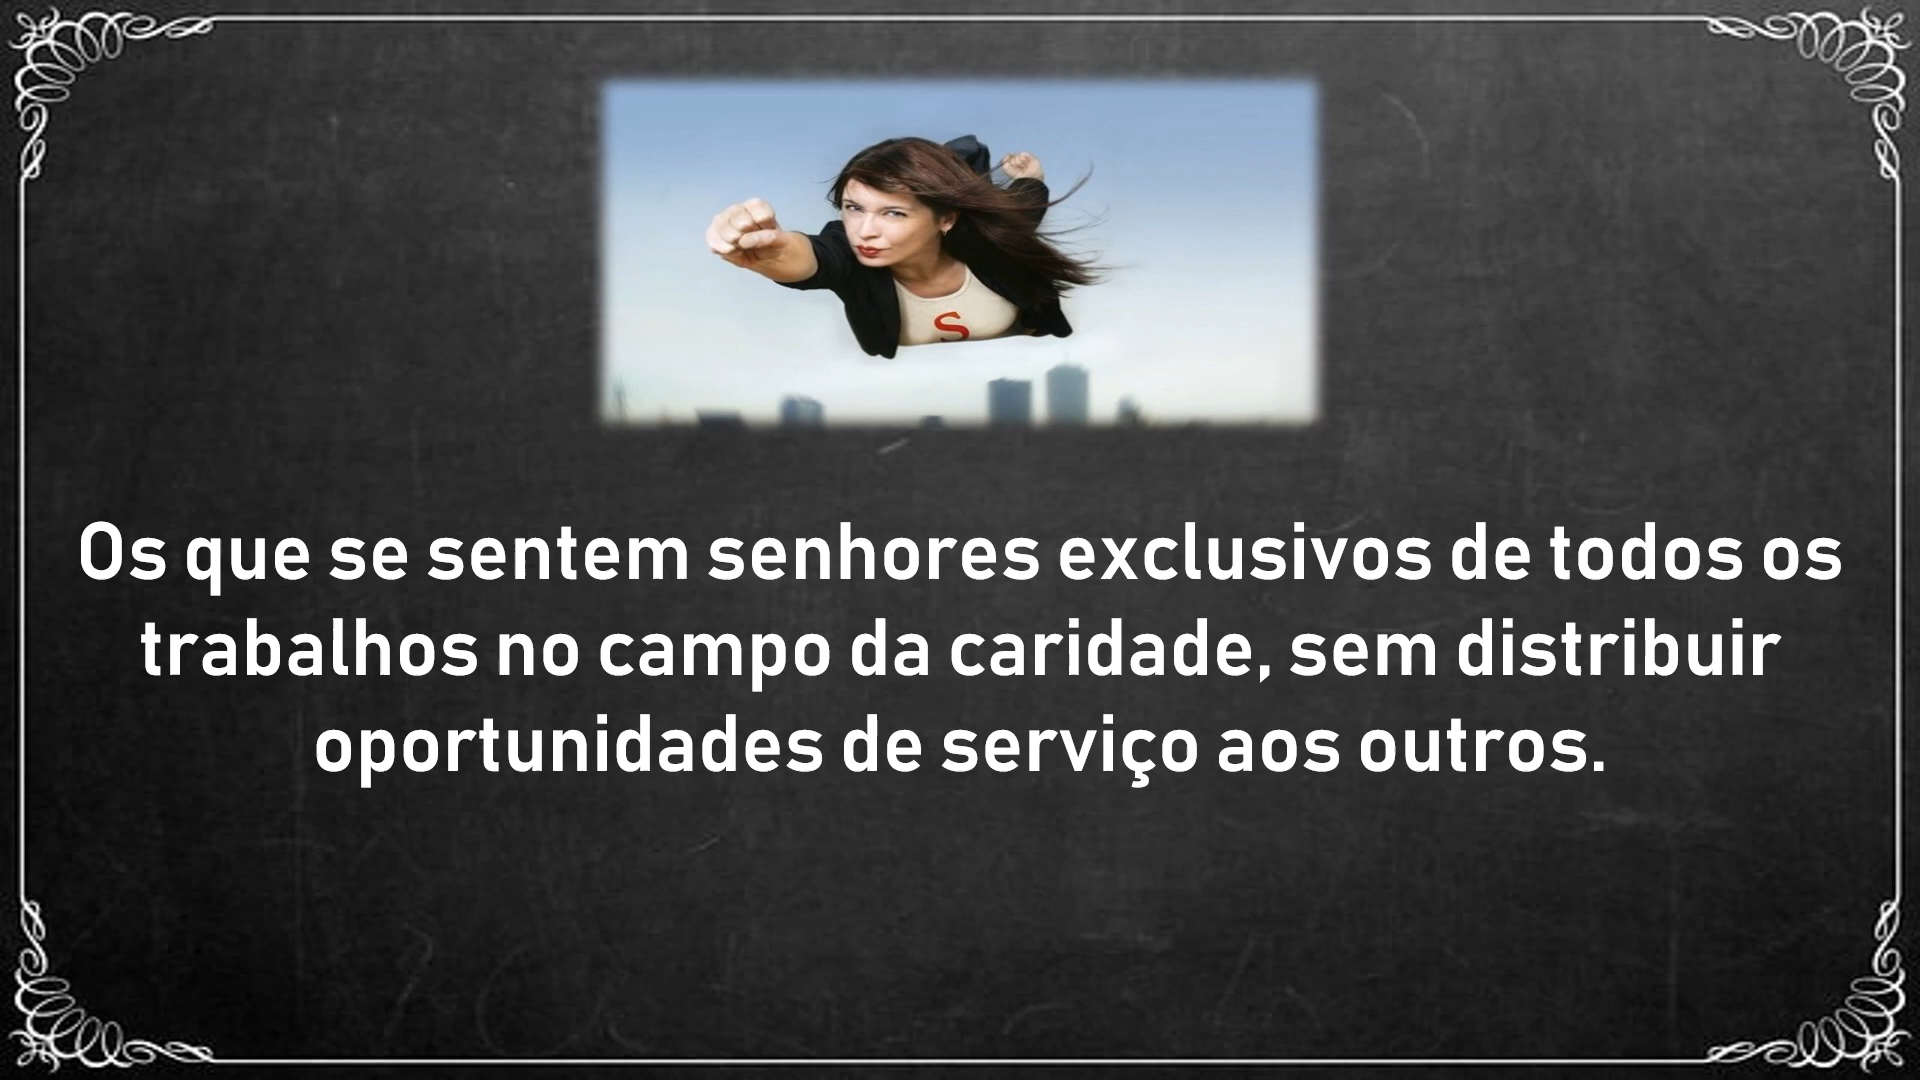 S
Os que se sentem senhores exclusivos de todos os
trabalhos no campo da caridade, sem distribuir
oportunidades de serviço aos outros.